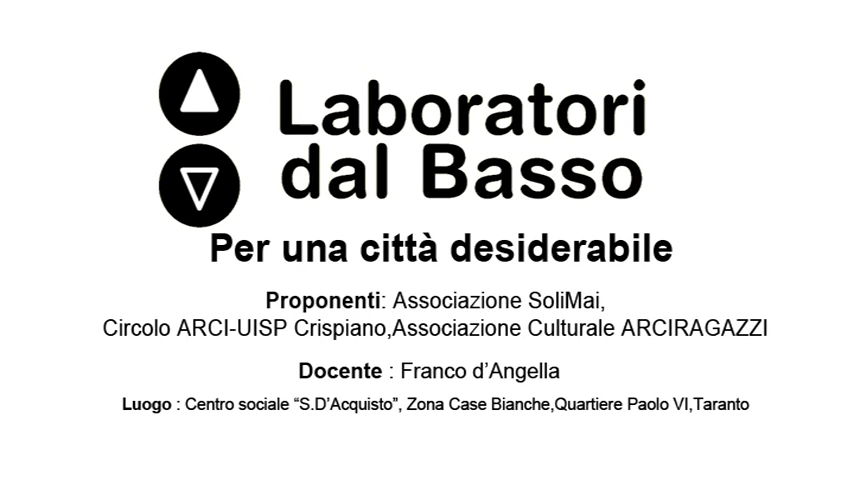 Laboratori
dal Basso
Per una città desiderabile
Proponenti: Associazione SoliMai,
Circolo ARCI-UISP Crispiano,Associazione Culturale ARCIRAGAZZI
Docente : Franco d’Angella
Luogo : Centro sociale “S.D’Acquisto”, Zona Case Bianche,Quartiere Paolo VI,Taranto